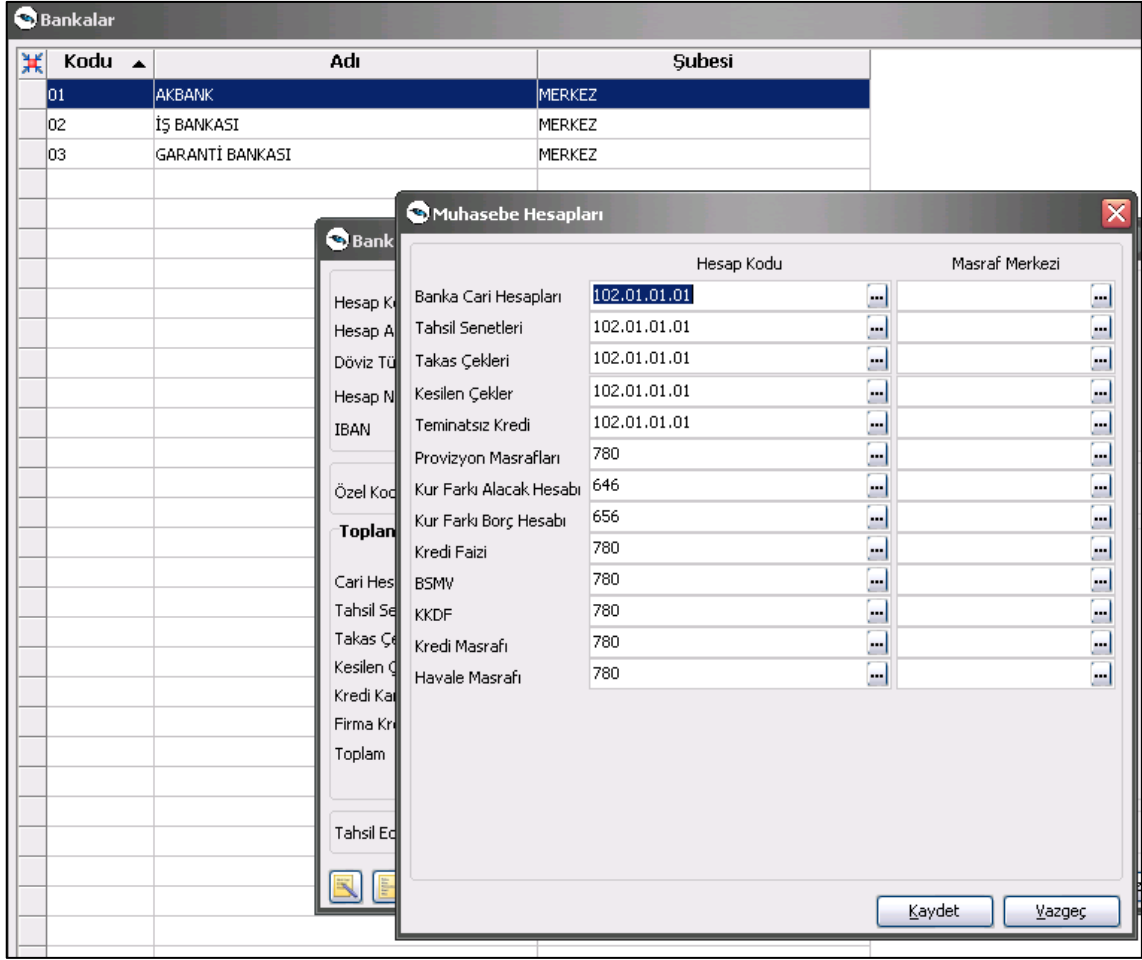 Bankalar
Kodu Adı Şubesi
01 AKBANK MERKEZ
02 İŞ BANKASI MERKEZ
03 GARANTİ BANKASI MERKEZ
Bank
Hesap K
Hesap A
Döviz Tü
Hesap N
IBAN
Özel Kod
Toplan
Cari Hes
Tahsil Se
Takas Çe
Kesilen Ç
Kredi Kar
Firma Kre
Toplam
Tahsil Ed
Muhasebe Hesapları
Hesap Kodu Masraf Merkezi
Banka Cari Hesapları 102.01.01.01
Tahsil Senetleri 102.01.01.01
Takas Çekleri 102.01.01.01
Kesilen Çekler 102.01.01.01
Teminatsız Kredi 102.01.01.01
Provizyon Masrafları 780
Kur Farkı Alacak Hesabı 646
Kur Farkı Borç Hesabı 656
Kredi Faizi 780
BSMV 780
KKDF 780
Kredi Masrafı 780
Havale Masrafı 780
Kaydet Vazgeç